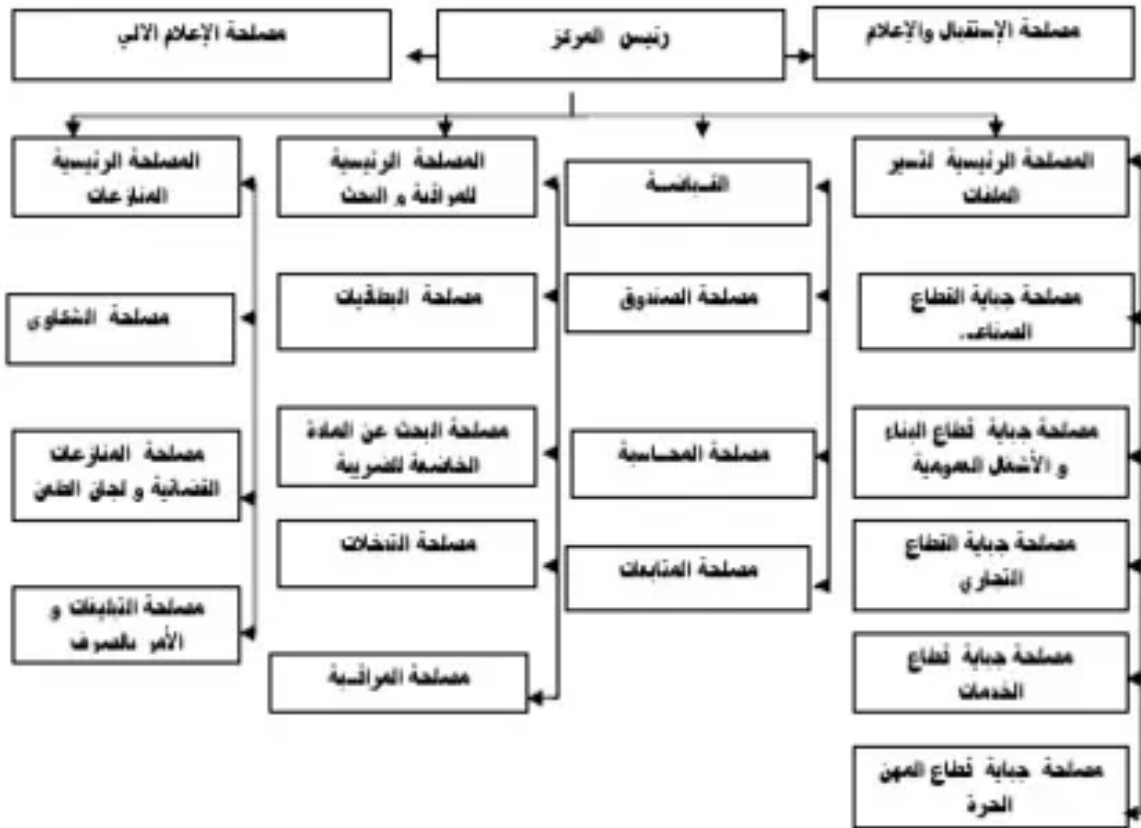 مصلحة الإستقبال والإعلام
رئيس المركز
مصلحة الإعلام الالي
المصلحة الرئيسية لتسير
الملفات
مصلحة جباية القطاع
الصناعـ.
مصلحة جباية قطاع البناء
و الأشغال العمومية
مصلحة جباية القطاع
التجاري
مصلحة جباية قطاع
الخدمات
مصلحة جباية قطاع المهن
الحرة
القـباضـة
مصلحة الصندوق
مصلحة المحاسبة
مصلحة المتابعات
المصلحة الرئيسية
للمراقبة و البحث
مصلحة البطاقيات
مصلحة البحث عن المادة
الخاضعة للضريبة
مصلحة التدخلات
مصلحة المراقـبة
المصلحة الرئيسية
المنازعات
مصلحة الشكاوى
مصلحة المنازعات
القضائية و لجان الطعن
مصلحة التبليغات و
الأمر بالصرف